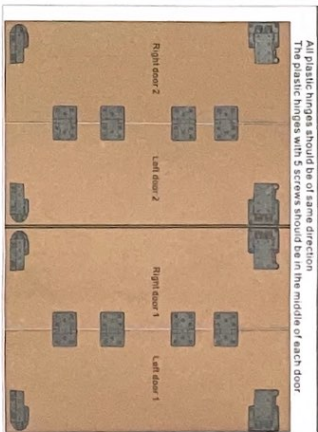 All plastic hinges should be of same direction
The plastic hinges with 5 screws should be in the middle of each door
Right door 2
Left door 2
Right door 1
Left door 1